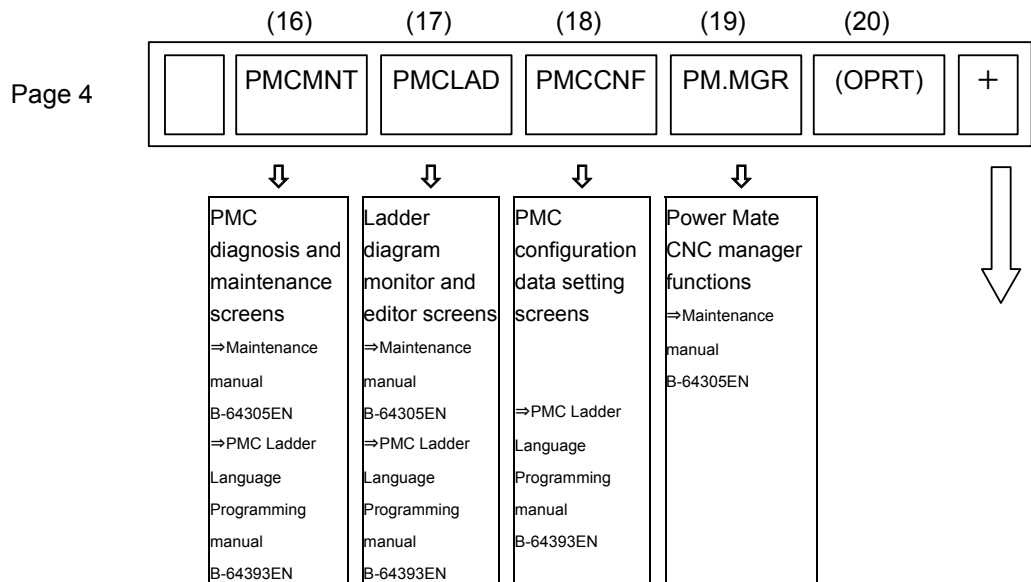 (16) (17) (18) (19) (20)
Page 4
PMCMNT PMCLAD PMCCNF PM.MGR (OPRT) +
PMC
diagnosis and
maintenance
screens
⇒Maintenance
manual
B-64305EN
⇒PMC Ladder
Language
Programming
manual
B-64393EN
Ladder
diagram
monitor and
editor screens
⇒Maintenance
manual
B-64305EN
⇒PMC Ladder
Language
Programming
manual
B-64393EN
PMC
configuration
data setting
screens
⇒PMC Ladder
Language
Programming
manual
B-64393EN
Power Mate
CNC manager
functions
⇒Maintenance
manual
B-64305EN